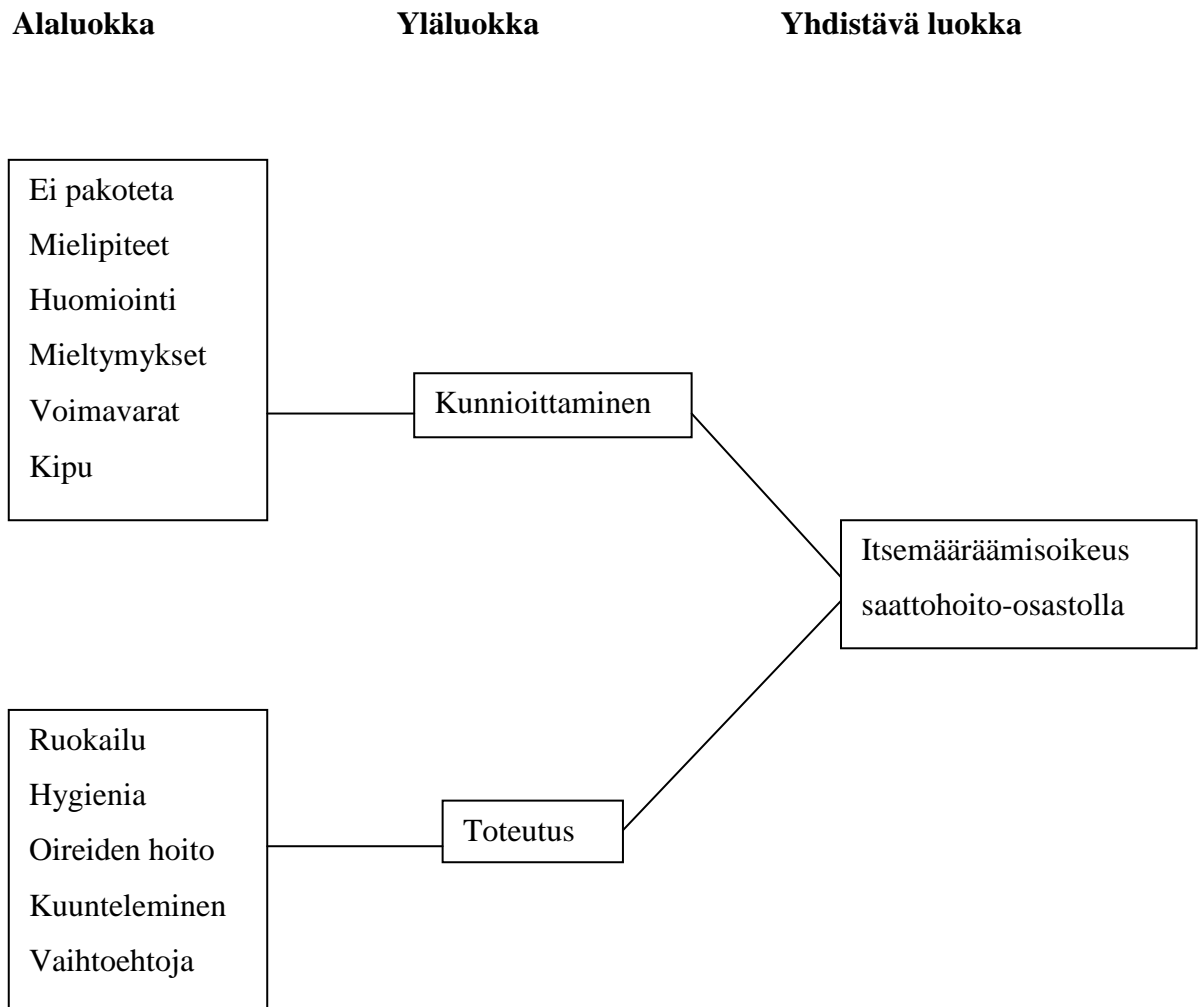 Alaluokka Yläluokka Yhdistävä luokka
Ei pakoteta
Mielipiteet
Huomiointi
Mieltymykset
Voimavarat
Kipu
Kunnioittaminen
Itsemääräämisoikeus
saattohoito-osastolla
Ruokailu
Hygienia
Oireiden hoito
Kuunteleminen
Vaihtoehtoja
Toteutus